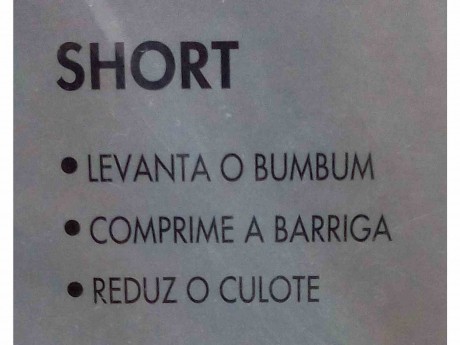 SHORT
• LEVANTA O BUMBUM
• COMPRIME A BARRIGA
• REDUZ O CULOTE